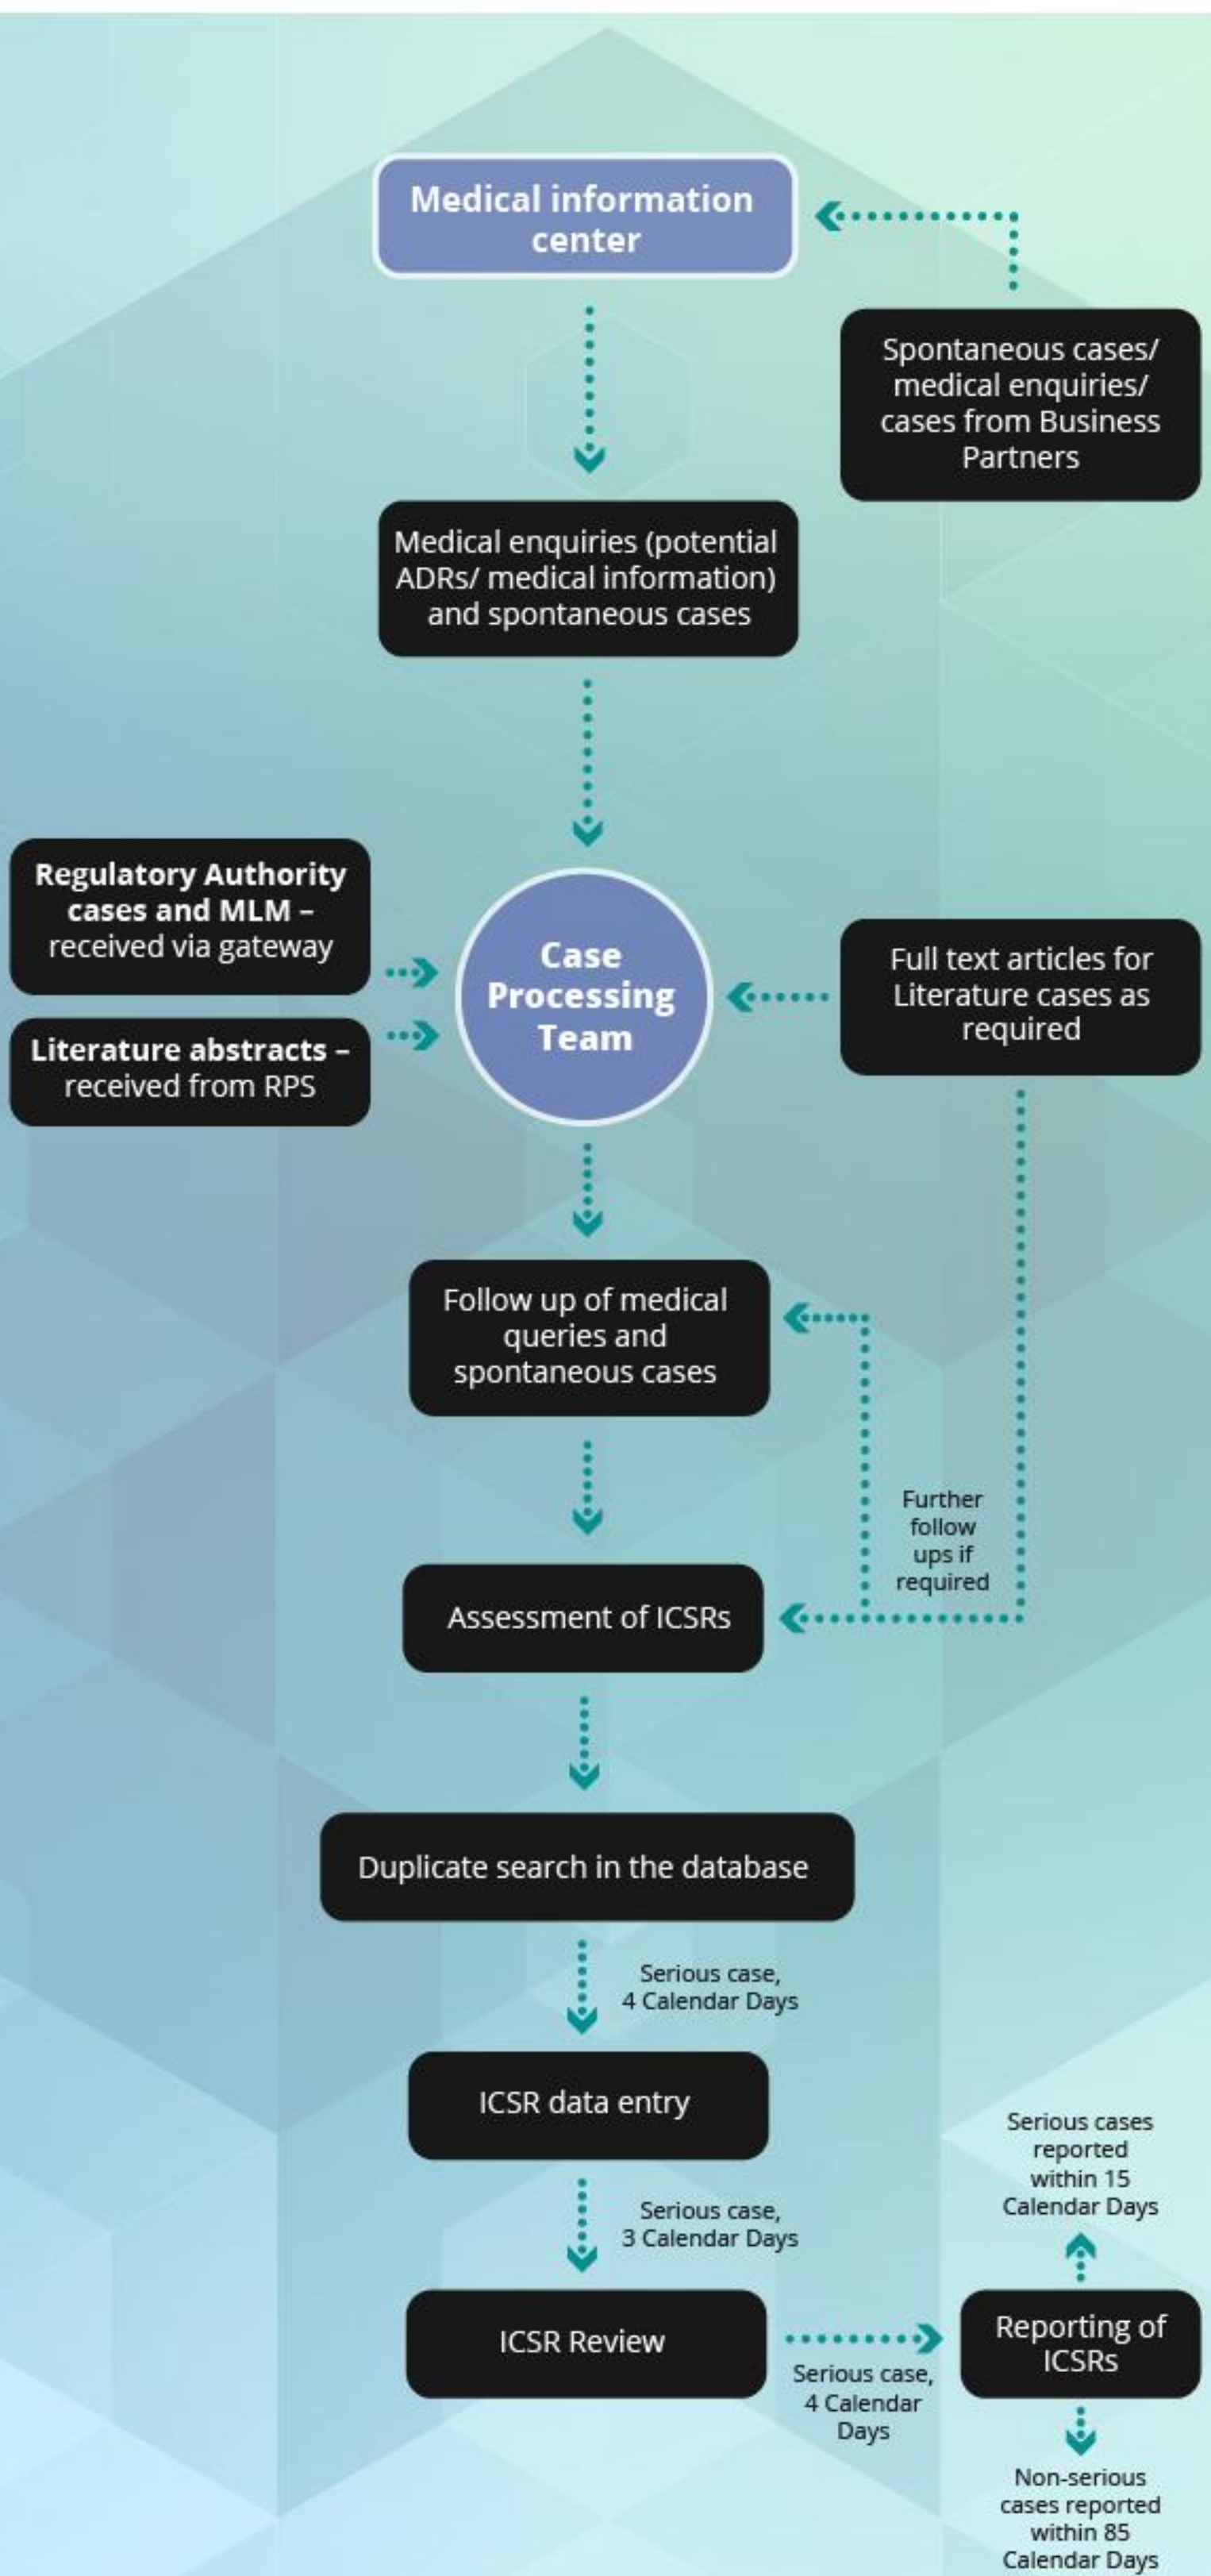 Medical information
center
Spontaneous cases/
medical enquiries/
cases from Business
Partners
Medical enquiries (potential
ADRs/ medical information)
and spontaneous cases
Regulatory Authority
cases and MLM –
received via gateway
Literature abstracts –
received from RPS
Case
Processing
Team
Full text articles for
Literature cases as
required
Follow up of medical
queries and
spontaneous cases
Further
follow
ups if
required
Assessment of ICSRs
Duplicate search in the database
Serious case,
4 Calendar Days
ICSR data entry
Serious case,
3 Calendar Days
ICSR Review
Serious case,
4 Calendar
Days
Serious cases
reported
within 15
Calendar Days
Reporting of
ICSRs
Non-serious
cases reported
within 85
Calendar Days